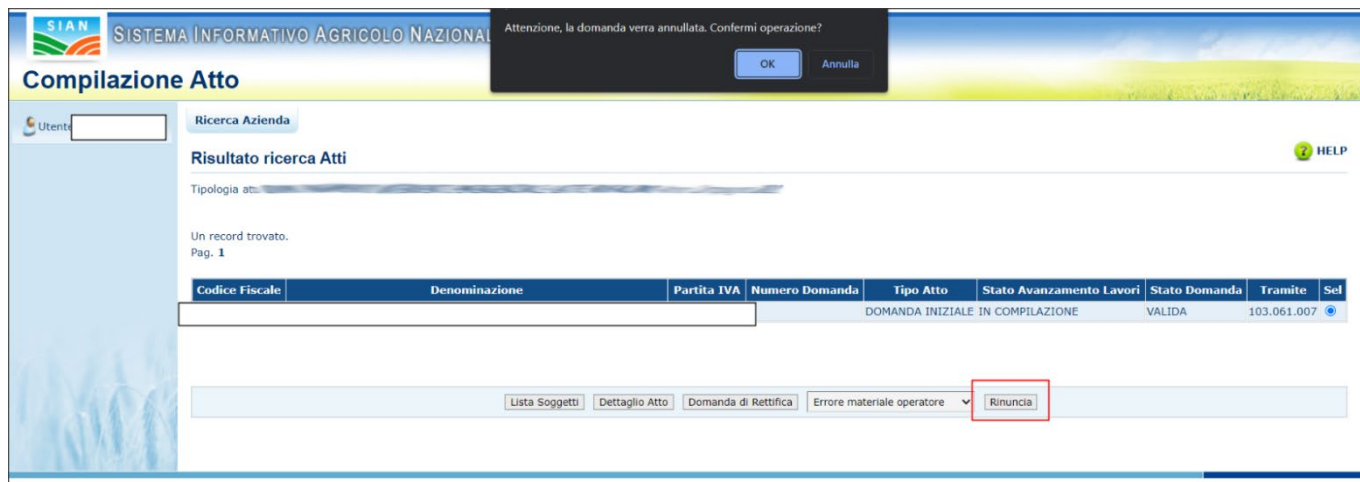 SIAN
SISTEMA INFORMATIVO AGRICOLO NAZIONAL
Attenzione, la domanda verra annullata. Confermi operazione?
OK Annulla
Compilazione Atto
Utente
Ricerca Azienda
HELP
Risultato ricerca Atti
Tipologia
Un record trovato.
Pag. 1
Codice Fiscale Denominazione Partita IVA Numero Domanda Tipo Atto Stato Avanzamento Lavori Stato Domanda Tramite Sel
DOMANDA INIZIALE IN COMPILAZIONE VALIDA 103.061.007
Lista Soggetti Dettaglio Atto Domanda di Rettifica Errore materiale operatore Rinuncia